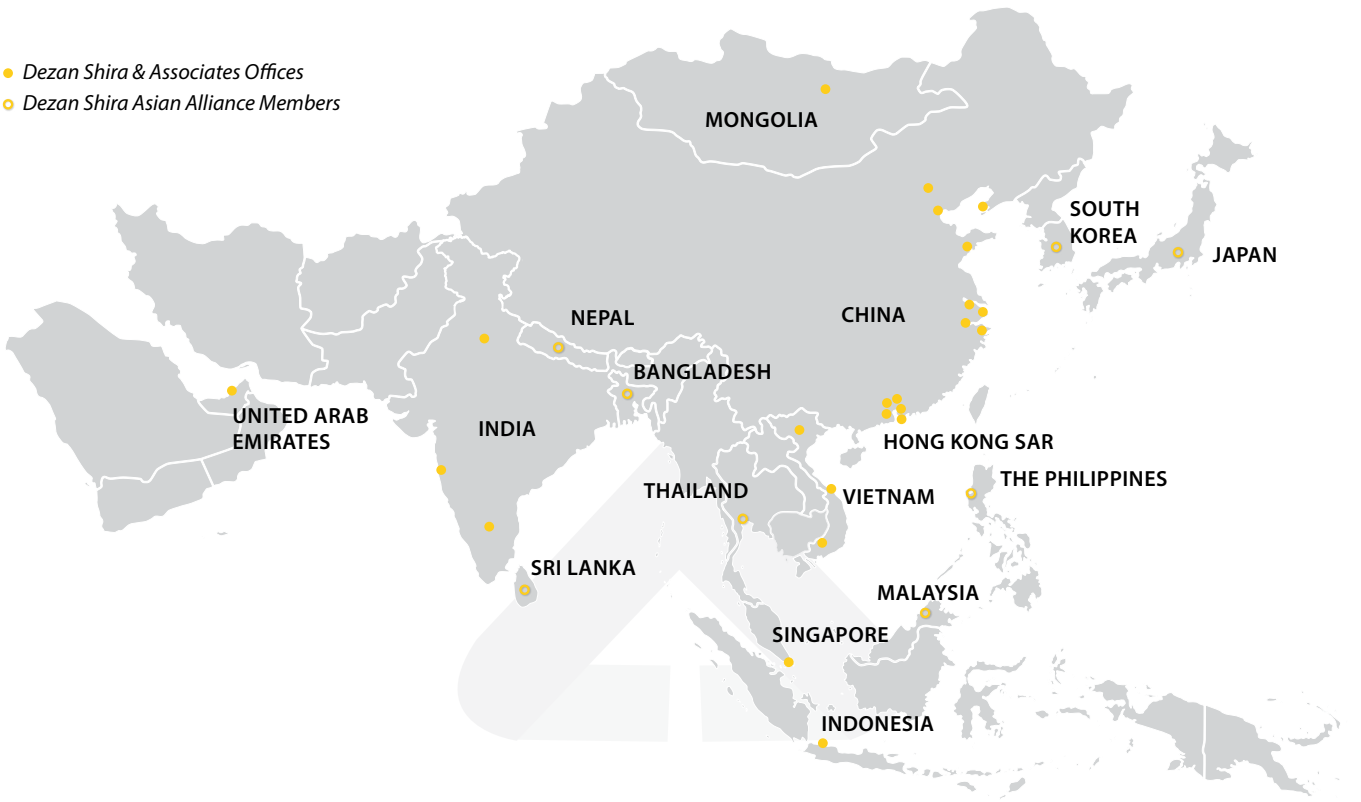 Dezan Shira & Associates Offices
Dezan Shira Asian Alliance Members
MONGOLIA
SOUTH
KOREA
JAPAN
CHINA
NEPAL
BANGLADESH
UNITED ARAB
EMIRATES
INDIA
HONG KONG SAR
THE PHILIPPINES
THAILAND
VIETNAM
SRI LANKA
MALAYSIA
SINGAPORE
INDONESIA